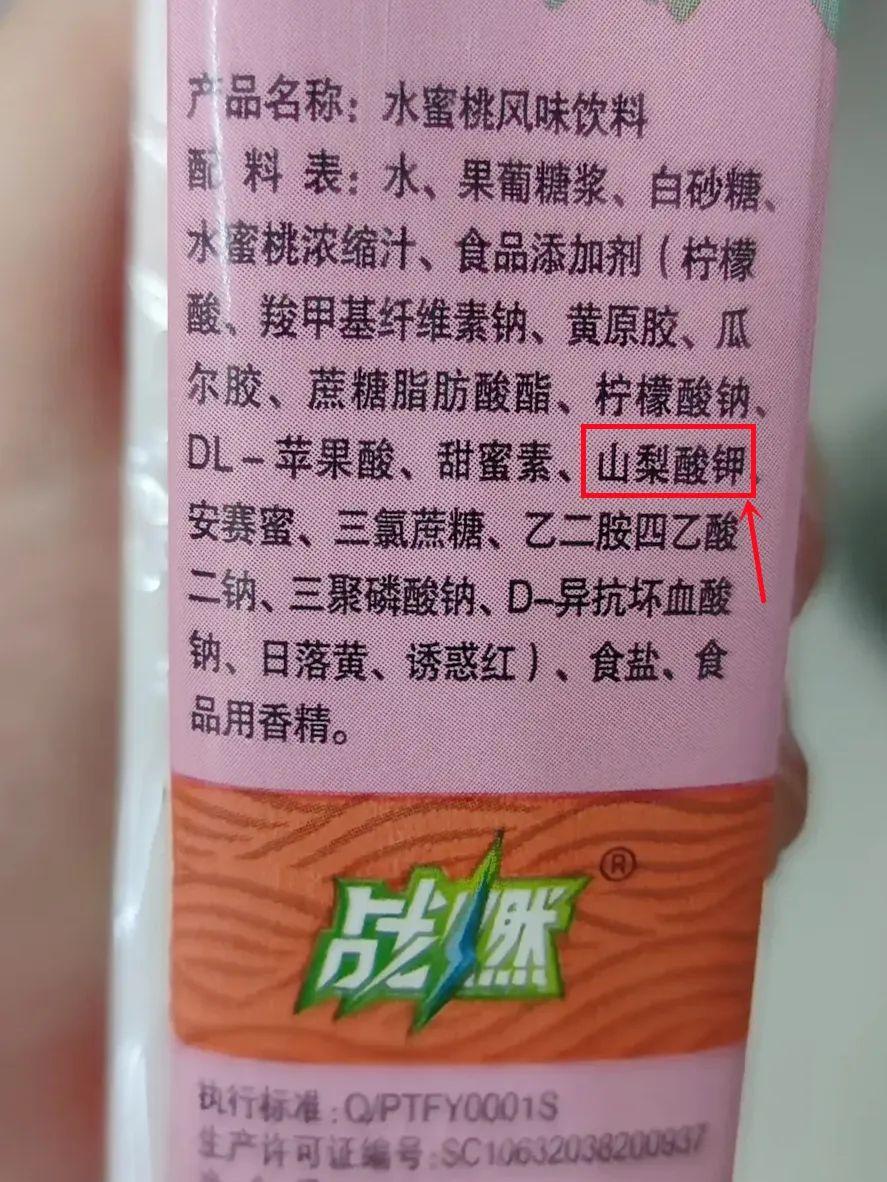 产品名称：水蜜桃风味饮料
配料表：水、果葡糖浆、白砂糖、
水蜜桃浓缩汁、食品添加剂（柠檬
酸、羧甲基纤维素钠、黄原胶、瓜
尔胶、蔗糖脂肪酸酯、柠檬酸钠、
DL-苹果酸、甜蜜素、山梨酸钾、
安赛蜜、三氯蔗糖、乙二胺四乙酸
二钠、三聚磷酸钠、D-异抗坏血酸
钠、日落黄、诱惑红）、食盐、食
品用香精。
战燃®
执行标准：Q/PTFY0001S
生产许可证编号：SC10632038200937